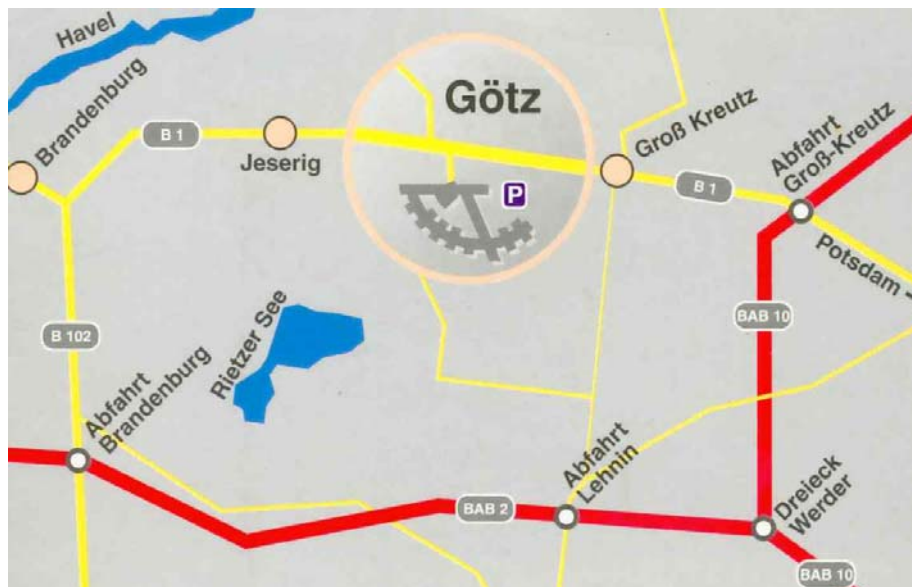 Havel
Brandenburg
B 1
Jeserig
Götz
P
Groß Kreutz
B 1
Abfahrt
Groß-Kreutz
Potsdam
BAB 10
B 102
Rietzer See
Abfahrt
Brandenburg
BAB 2
Abfahrt
Lehnin
Dreieck
Werder
BAB 10